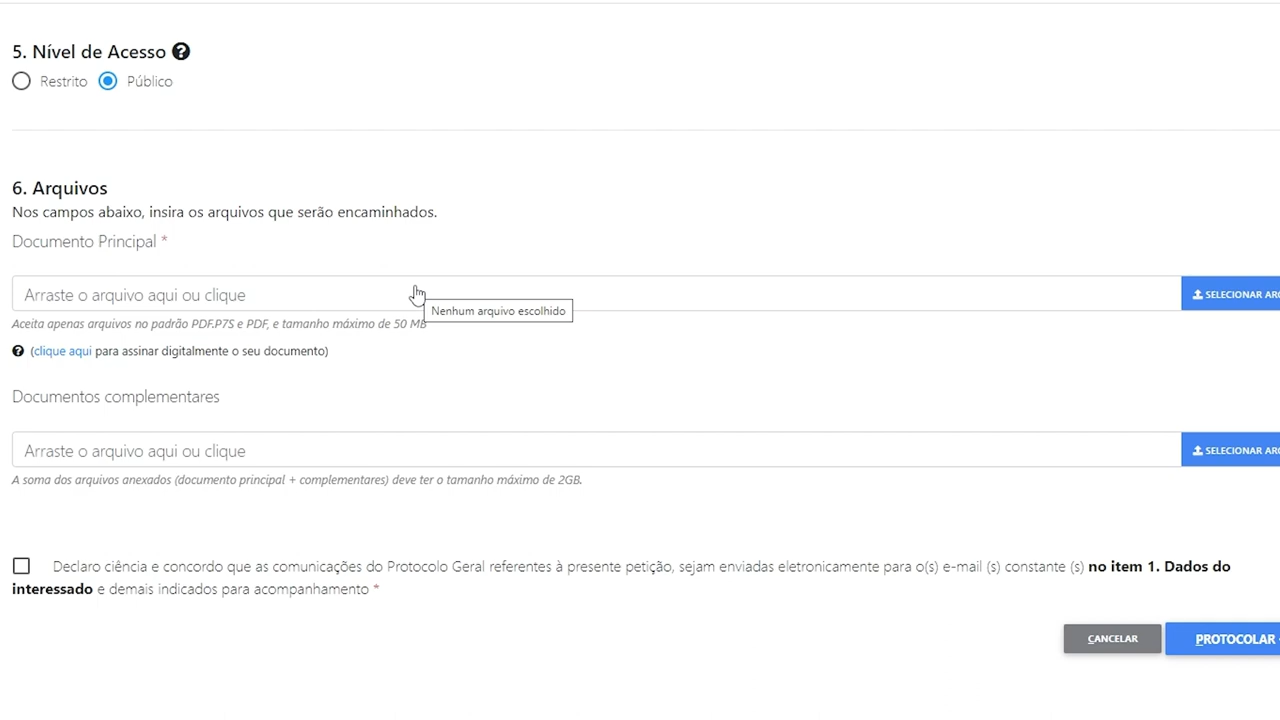 5. Nível de Acesso ?
Restrito Público
6. Arquivos
Nos campos abaixo, insira os arquivos que serão encaminhados.
Documento Principal *
Arraste o arquivo aqui ou clique
SELECIONAR
Nenhum arquivo escolhido
Aceita apenas arquivos no padrão PDF.P7S e PDF, e tamanho máximo de 50 MB
? (clique aqui para assinar digitalmente o seu documento)
Documentos complementares
Arraste o arquivo aqui ou clique
SELECIONAR
A soma dos arquivos anexados (documento principal + complementares) deve ter o tamanho máximo de 2GB.
Declaro ciência e concordo que as comunicações do Protocolo Geral referentes à presente petição, sejam enviadas eletronicamente para o(s) e-mail (s) constante (s) no item 1. Dados do
interessado e demais indicados para acompanhamento *
CANCELAR PROTOCOLAR